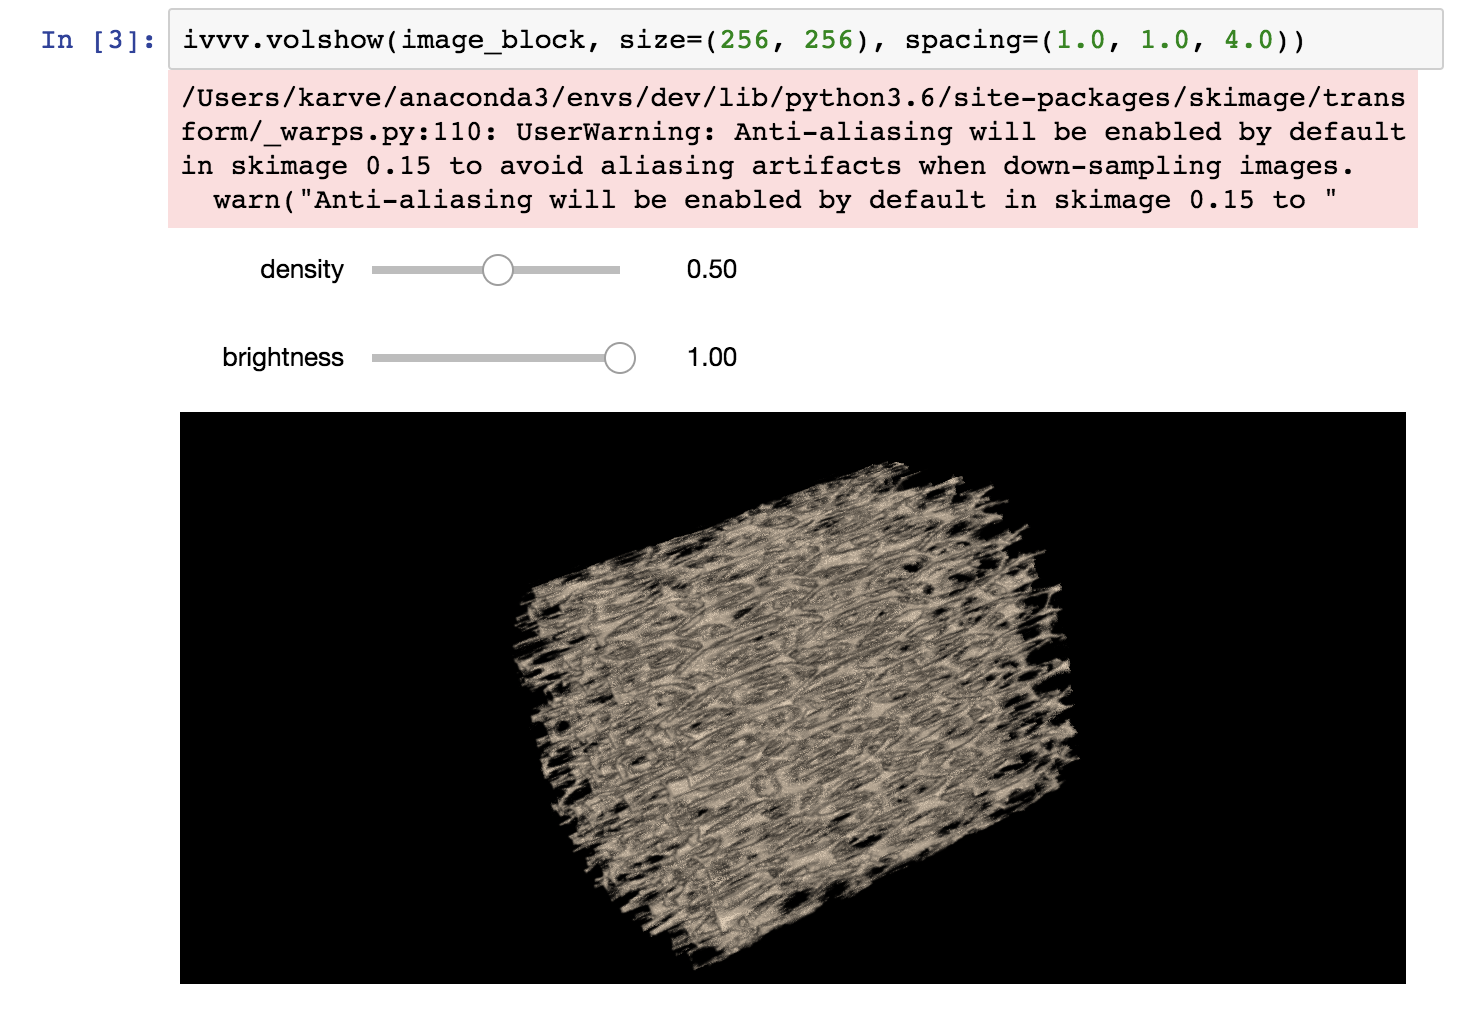 In [3]: ivvv.volshow(image_block, size=(256, 256), spacing=(1.0, 1.0, 4.0))
/Users/karve/anaconda3/envs/dev/lib/python3.6/site-packages/skimage/trans
form/_warps.py:110: UserWarning: Anti-aliasing will be enabled by default
in skimage 0.15 to avoid aliasing artifacts when down-sampling images.
  warn("Anti-aliasing will be enabled by default in skimage 0.15 to "
density 0.50
brightness 1.00